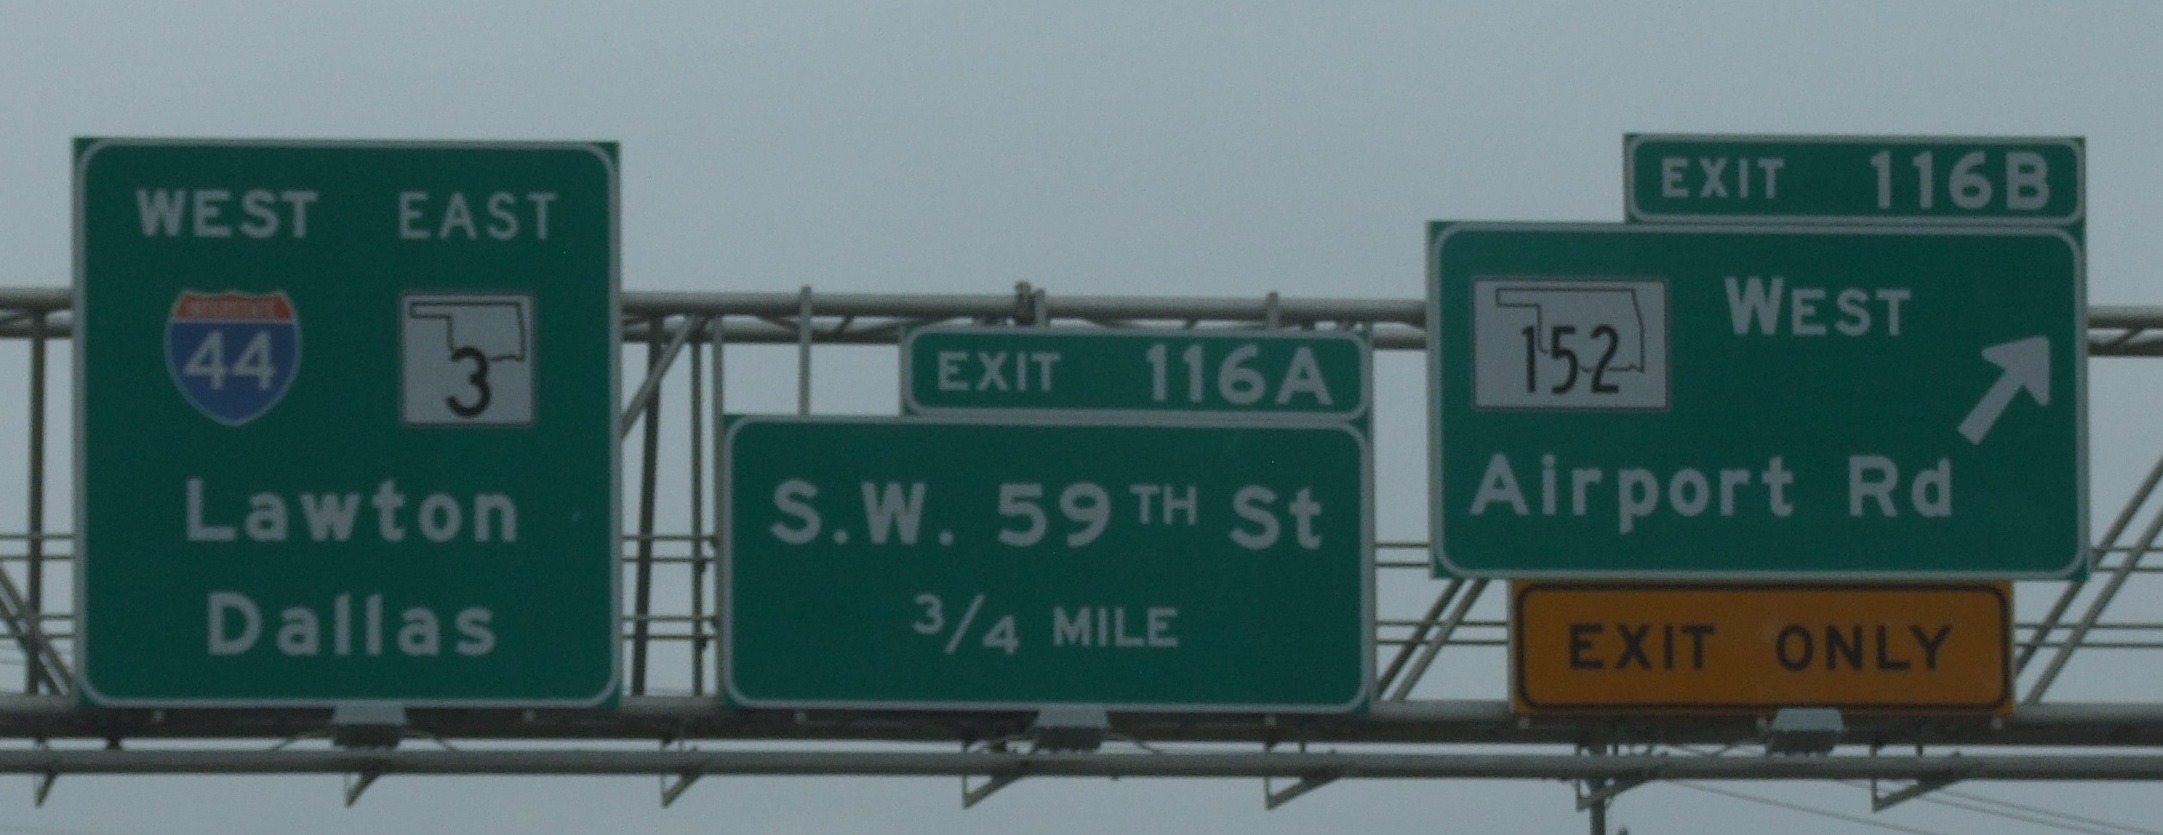 WEST EAST
INTERSTATE
44 3
Lawton
Dallas
EXIT 116A
S.W. 59TH St
3/4 MILE
EXIT 116B
152 WEST
Airport Rd
EXIT ONLY